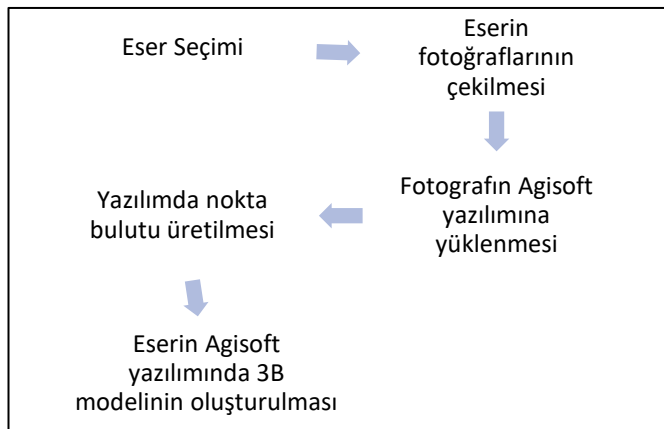 Eser Seçimi
Eserin
fotoğraflarının
çekilmesi
Fotografın Agisoft
yazılımına
yüklenmesi
Yazılımda nokta
bulutu üretilmesi
Eserin Agisoft
yazılımında 3B
modelinin oluşturulması